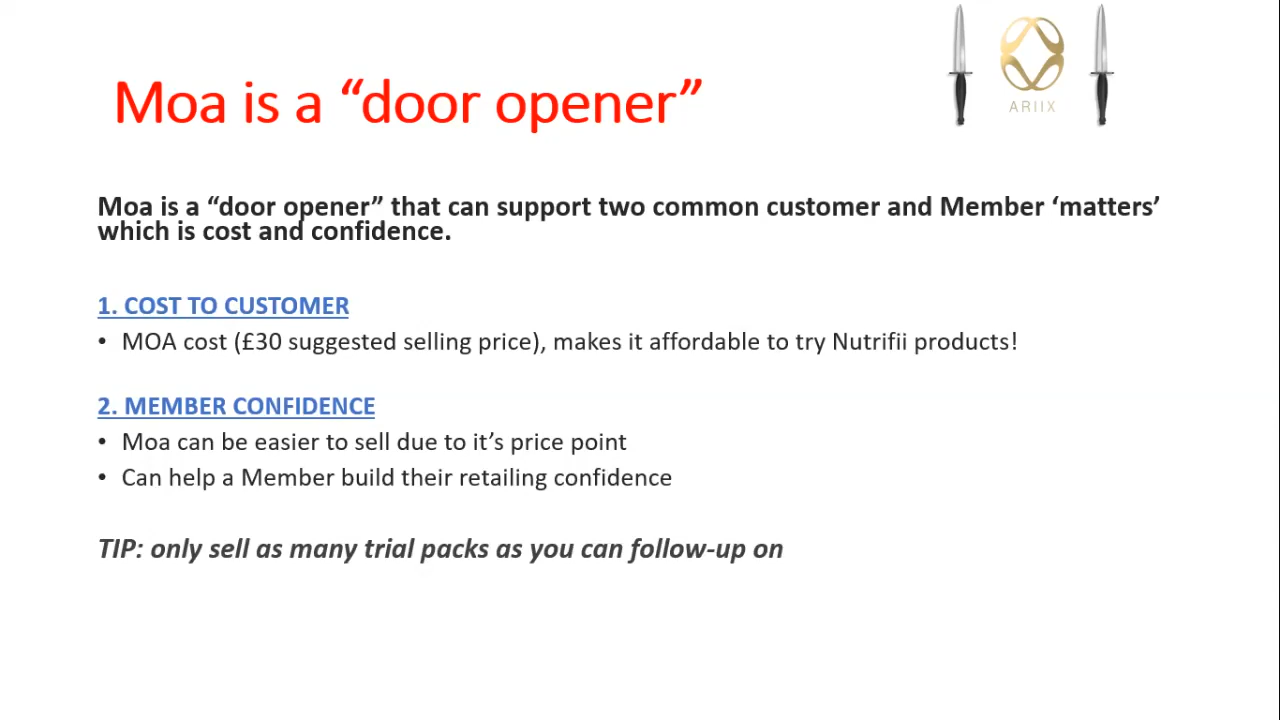 ARIIX
Moa is a “door opener”
Moa is a “door opener” that can support two common customer and Member ‘matters’
which is cost and confidence.
1. COST TO CUSTOMER
• MOA cost (£30 suggested selling price), makes it affordable to try Nutrifii products!
2. MEMBER CONFIDENCE
• Moa can be easier to sell due to it’s price point
• Can help a Member build their retailing confidence
TIP: only sell as many trial packs as you can follow-up on